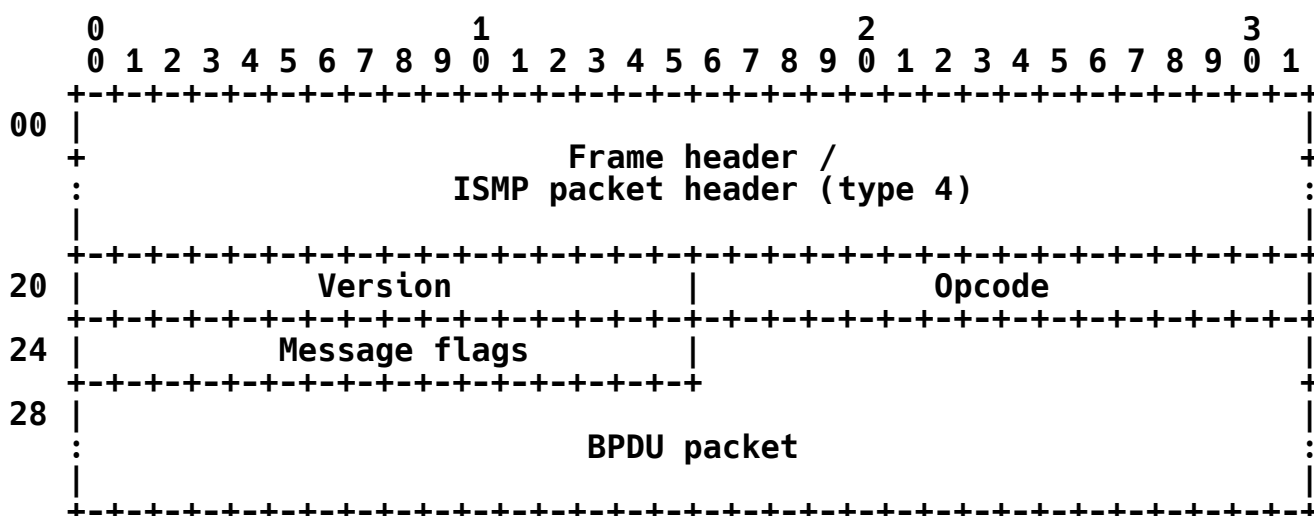 0                   1                   2                   3
     0 1 2 3 4 5 6 7 8 9 0 1 2 3 4 5 6 7 8 9 0 1 2 3 4 5 6 7 8 9 0 1
    +-+-+-+-+-+-+-+-+-+-+-+-+-+-+-+-+-+-+-+-+-+-+-+-+-+-+-+-+-+-+-+-+
00  |                                                               |
    +                         Frame header /                        +
    :                   ISMP packet header (type 4)                 :
    |                                                               |
    +-+-+-+-+-+-+-+-+-+-+-+-+-+-+-+-+-+-+-+-+-+-+-+-+-+-+-+-+-+-+-+-+
20  |            Version            |            Opcode             |
    +-+-+-+-+-+-+-+-+-+-+-+-+-+-+-+-+-+-+-+-+-+-+-+-+-+-+-+-+-+-+-+-+
24  |          Message flags        |                               |
    +-+-+-+-+-+-+-+-+-+-+-+-+-+-+-+-+                               +
28  |                                                               |
    :                          BPDU packet                          :
    |                                                               |
    +-+-+-+-+-+-+-+-+-+-+-+-+-+-+-+-+-+-+-+-+-+-+-+-+-+-+-+-+-+-+-+-+